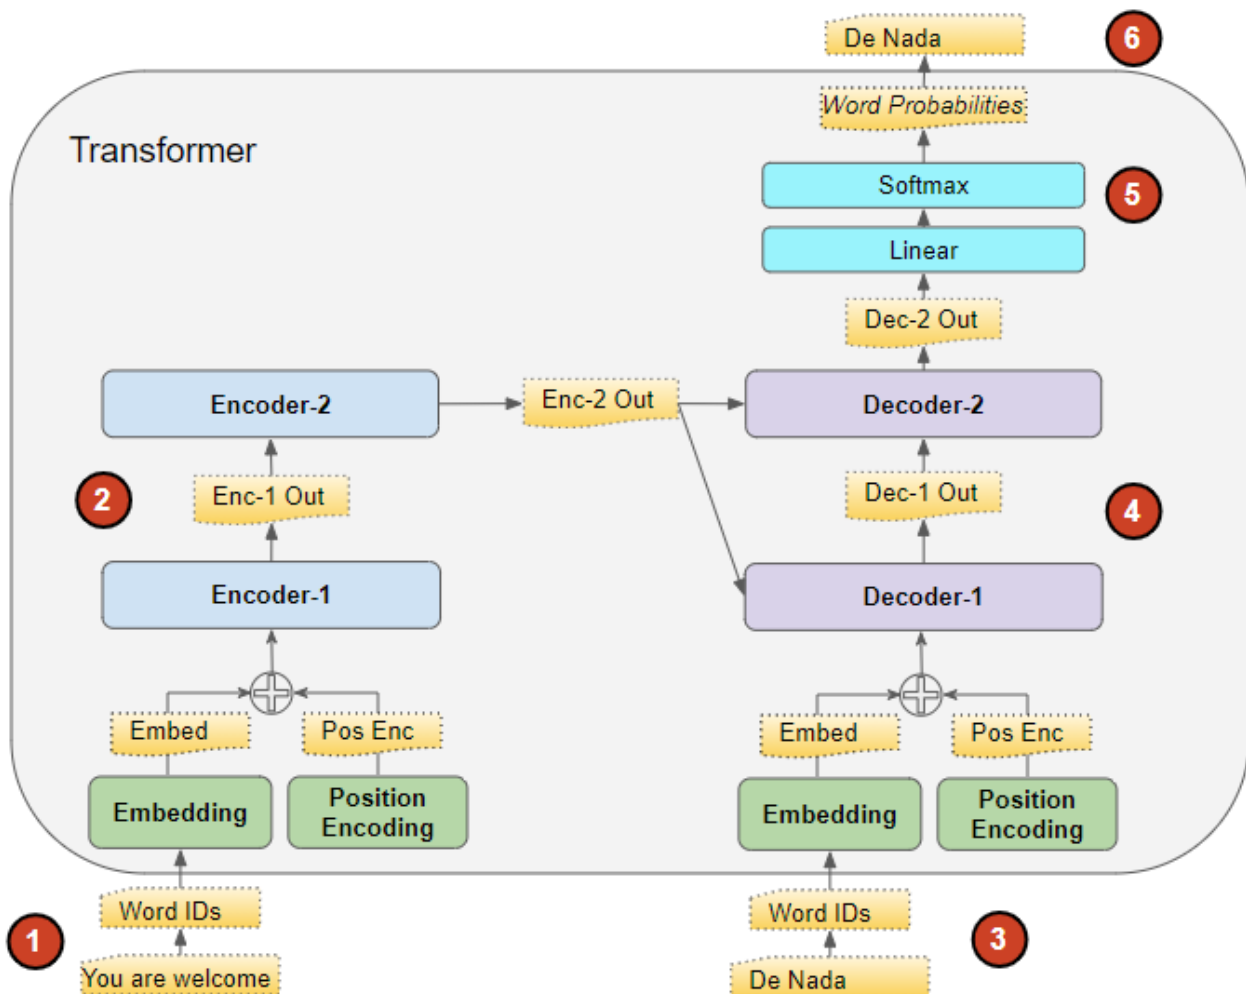 De Nada
6
Word Probabilities
Transformer
Softmax
5
Linear
Dec-2 Out
Encoder-2
Enc-2 Out
Decoder-2
2
Enc-1 Out
Dec-1 Out
4
Encoder-1
Decoder-1
Embed
Pos Enc
Embed
Pos Enc
Embedding
Position
Encoding
Embedding
Position
Encoding
Word IDs
Word IDs
1
3
You are welcome
De Nada